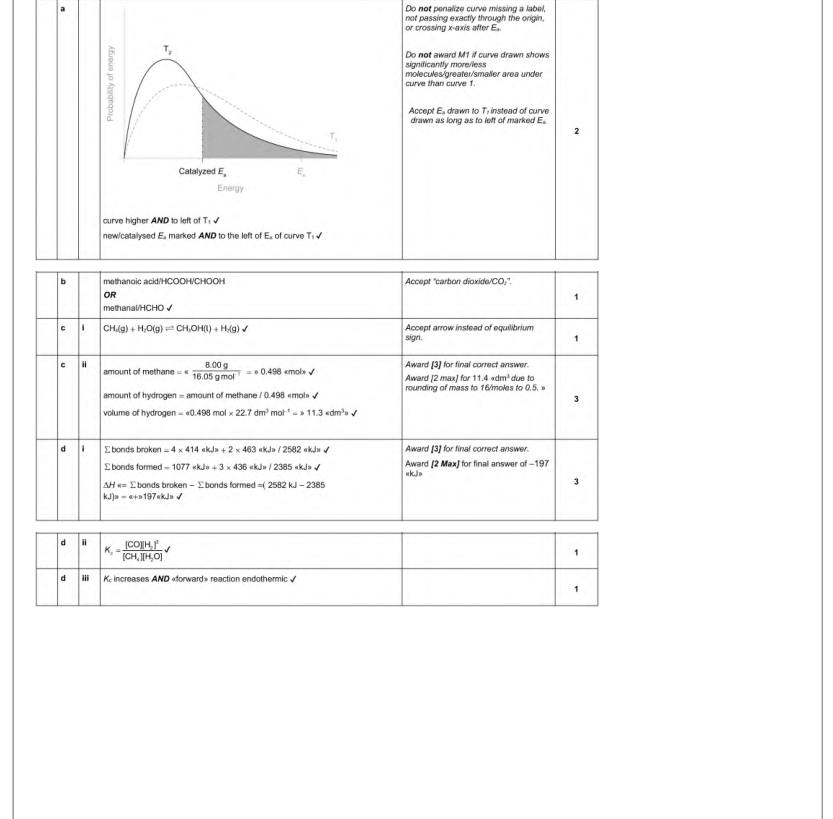 a
Do not penalize curve missing a label,
not passing exactly through the origin,
or crossing x-axis after Eₐ.
Do not award M1 if curve drawn shows
significantly more/less
molecules/greater/smaller area under
curve than curve 1.
Accept Eₐ drawn to T₁ instead of curve
drawn as long as to left of marked Eₐ.
2
Probability of energy
T₂
T₁
Catalyzed Eₐ
Eₐ
Energy
curve higher AND to left of T₁ ✓
new/catalysed Eₐ marked AND to the left of Eₐ of curve T₁ ✓
b
methanoic acid/HCOOH/CHOOH
OR
methanal/HCHO ✓
Accept "carbon dioxide/CO₂".
1
c i
CH₄(g) + H₂O(g) ⇌ CH₃OH(l) + H₂(g) ✓
Accept arrow instead of equilibrium
sign.
1
c ii
amount of methane = « 8.00 g / 16.05 g mol⁻¹ = » 0.498 «mol» ✓
amount of hydrogen = amount of methane / 0.498 «mol» ✓
volume of hydrogen = «0.498 mol × 22.7 dm³ mol⁻¹ = » 11.3 «dm³» ✓
Award [3] for final correct answer.
Award [2 max] for 11.4 «dm³ due to
rounding of mass to 16/moles to 0.5. »
3
d i
Σbonds broken = 4 × 414 «kJ» + 2 × 463 «kJ» / 2582 «kJ» ✓
Σbonds formed = 1077 «kJ» + 3 × 436 «kJ» / 2385 «kJ» ✓
ΔH «= Σbonds broken − Σbonds formed =( 2582 kJ − 2385
kJ)» = «+»197«kJ» ✓
Award [3] for final correct answer.
Award [2 Max] for final answer of −197
«kJ»
3
d ii
K꜀ = [CO][H₂]³ / [CH₄][H₂O] ✓
1
d iii
K꜀ increases AND «forward» reaction endothermic ✓
1